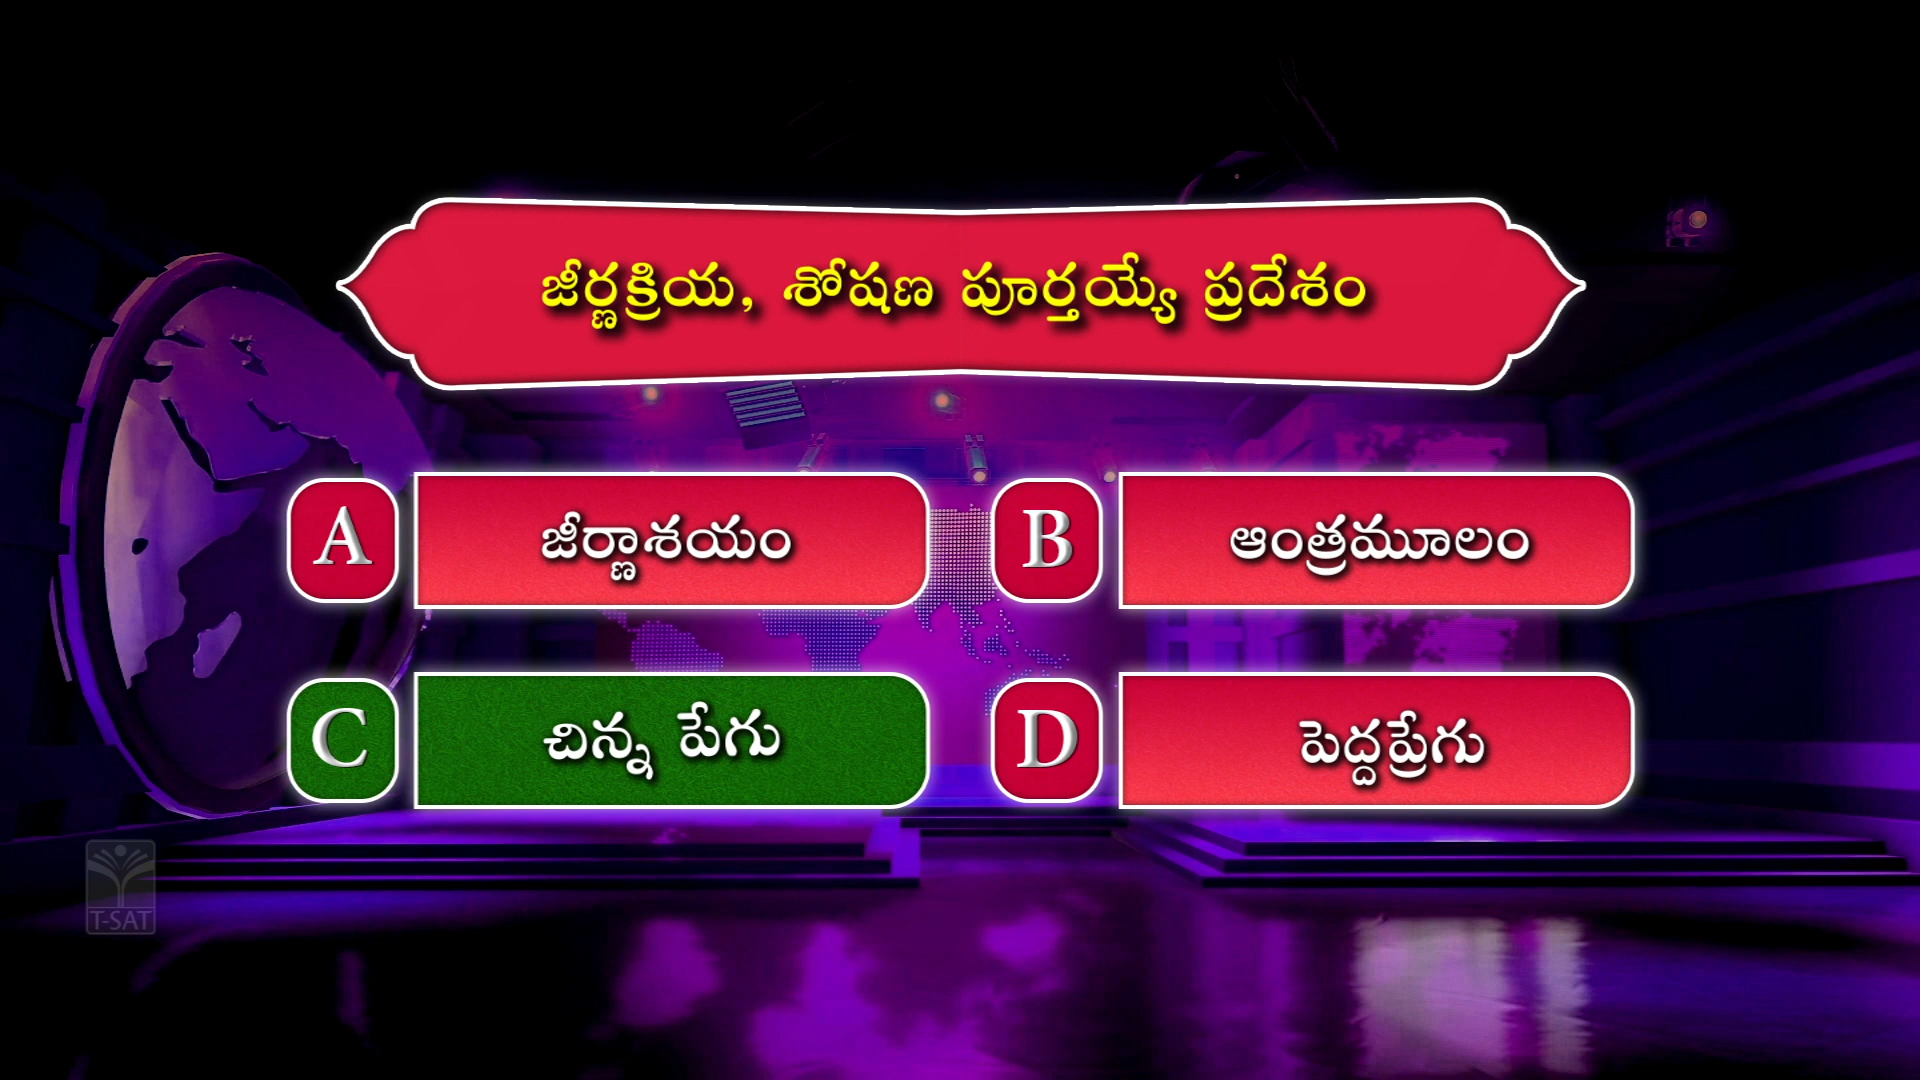 జీర్ణక్రియ, శోషణ పూర్తయ్యే ప్రదేశం
A జీర్ణాశయం
B ఆంత్రమూలం
C చిన్న పేగు
D పెద్దప్రేగు
T-SAT